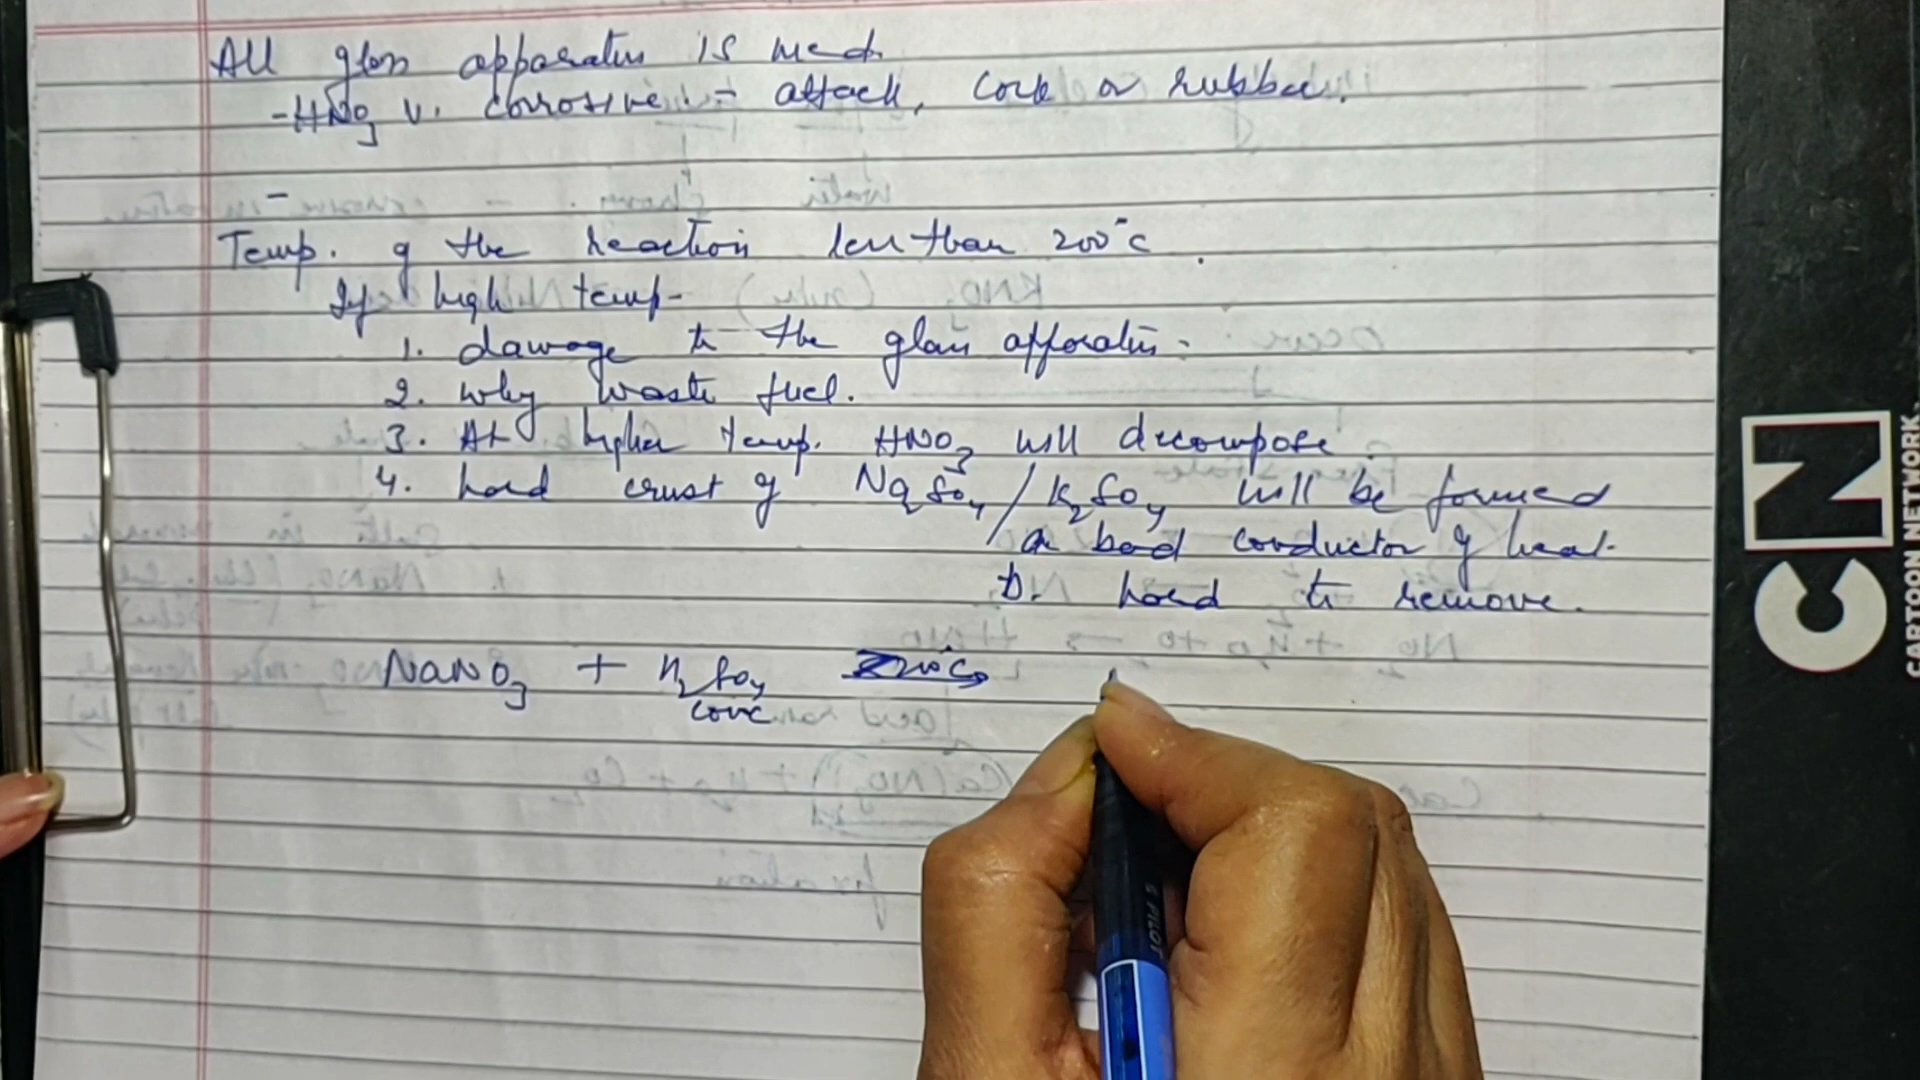 All glass apparatus is used.
- HNO3 v. corrosive - attack, cork or rubber.
Temp. of the reaction less than 200°C.
If high temp-
1. damage to the glass apparatus.
2. why waste fuel.
3. At higher temp. HNO3 will decompose.
4. hard crust of Na2SO4/K2SO4 will be formed
a bad conductor of heat.
b. hard to remove.
NaNO3 + H2SO4
conc
CN
CARTOON NETWORK
PILOT